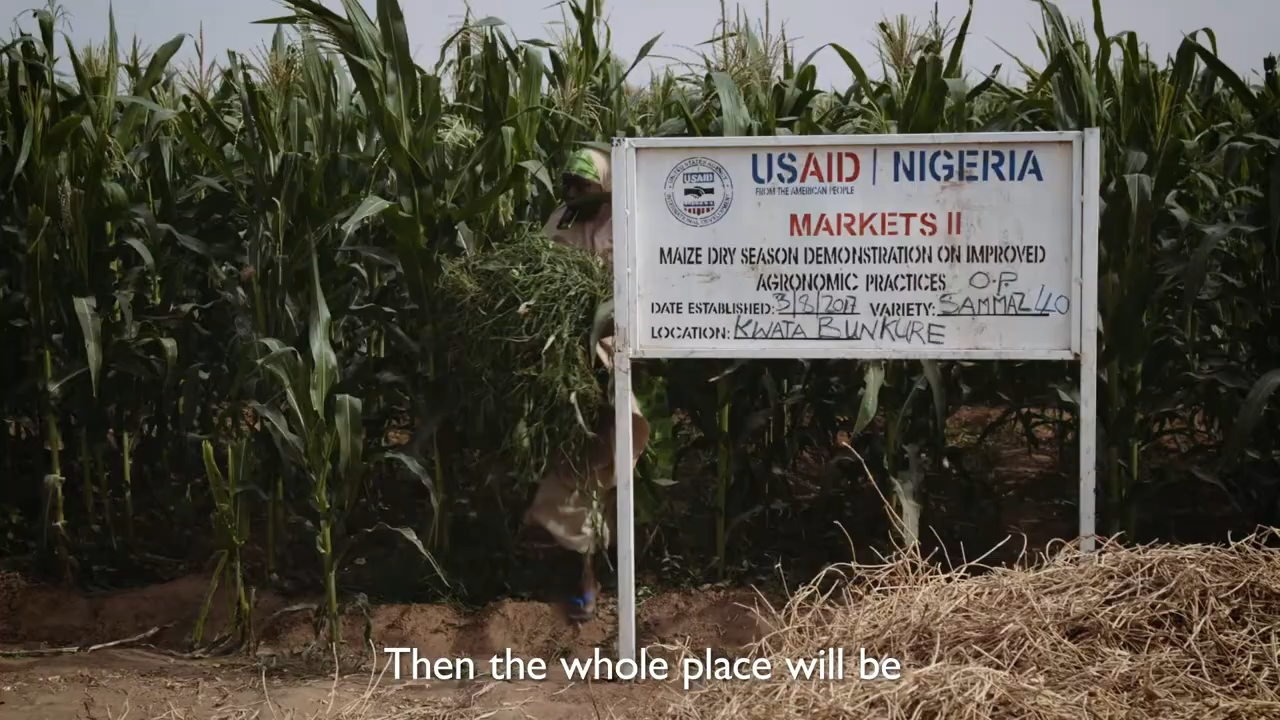 USAID | NIGERIA
FROM THE AMERICAN PEOPLE
USAID
MARKETS II
MAIZE DRY SEASON DEMONSTRATION ON IMPROVED
AGRONOMIC PRACTICES O.P
DATE ESTABLISHED: 3/8/2017 VARIETY: SAMMAZ 40
LOCATION: KWATA BUNKURE
Then the whole place will be